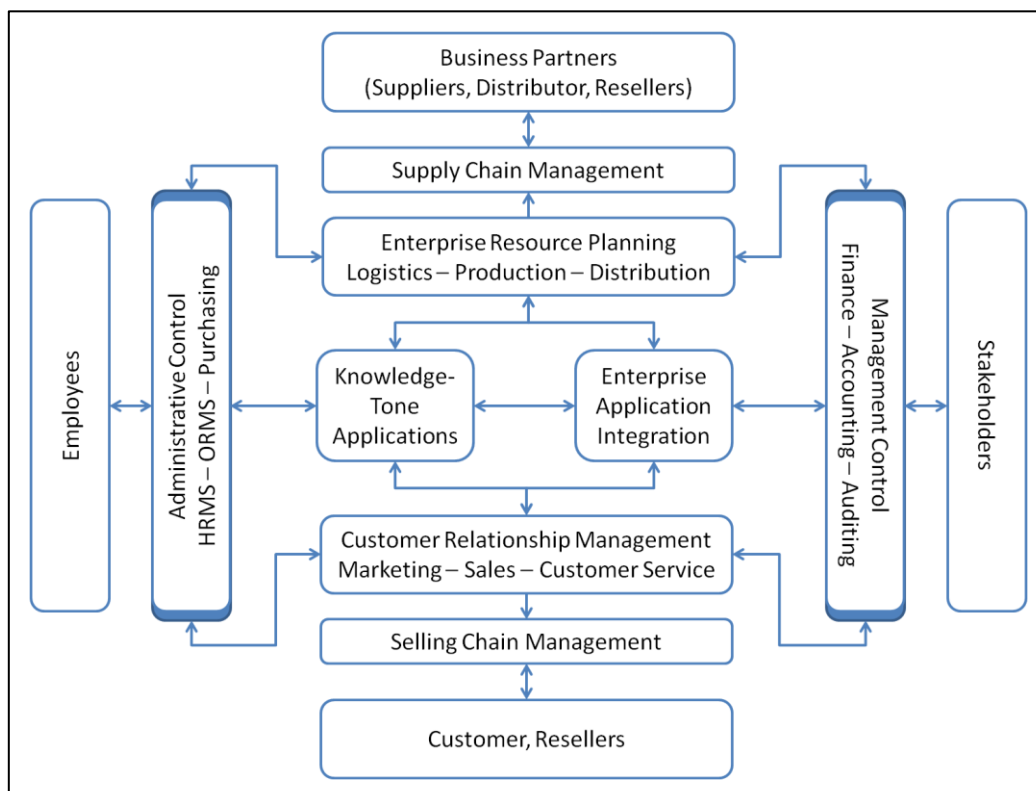 Business Partners
(Suppliers, Distributor, Resellers)
Supply Chain Management
Enterprise Resource Planning
Logistics – Production – Distribution
Employees
Administrative Control
HRMS – ORMS – Purchasing
Knowledge-
Tone
Applications
Enterprise
Application
Integration
Management Control
Finance – Accounting – Auditing
Stakeholders
Customer Relationship Management
Marketing – Sales – Customer Service
Selling Chain Management
Customer, Resellers